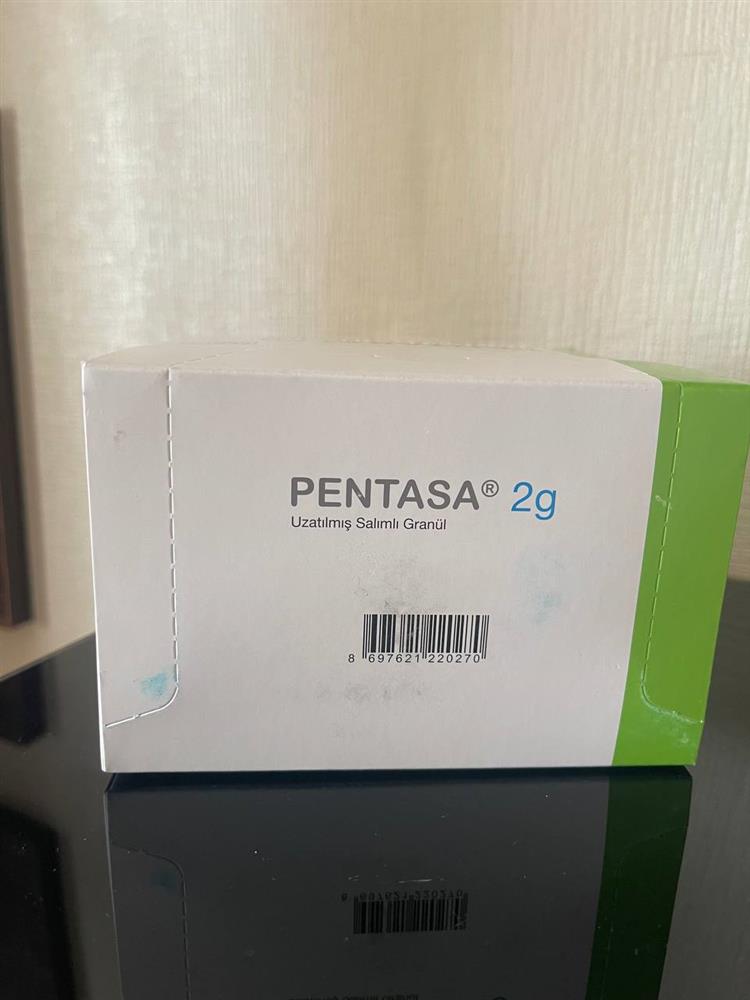 PENTASA® 2g
Uzatılmış Salımlı Granül
8 697621 220270